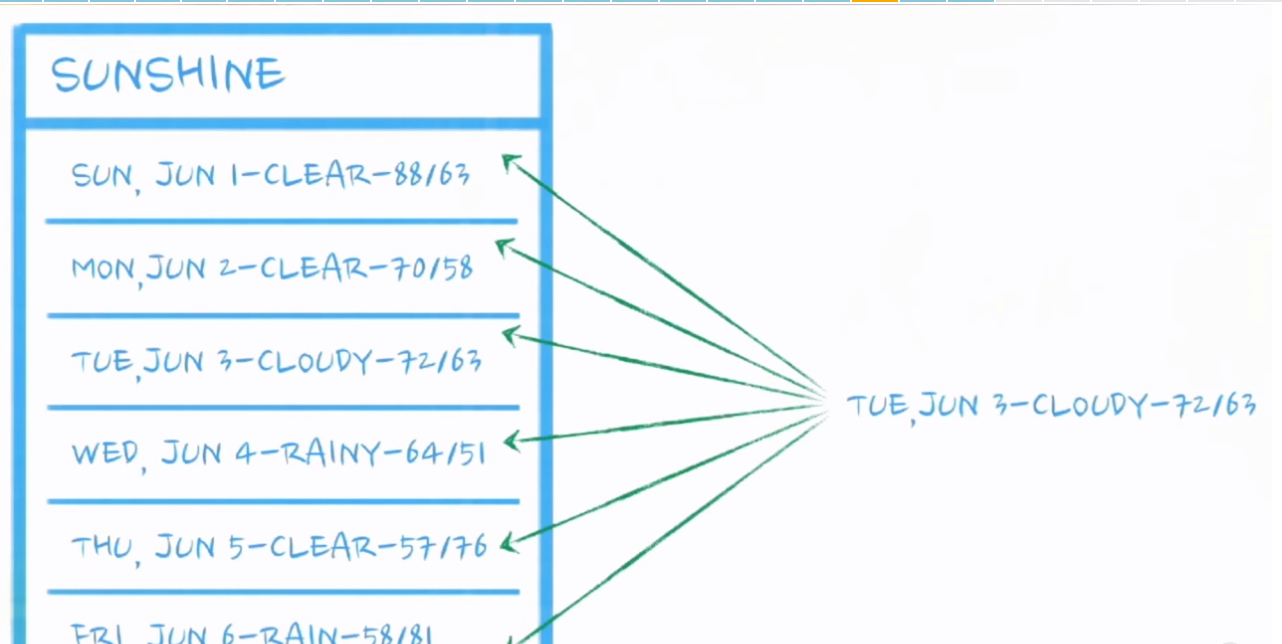 SUNSHINE
SUN, JUN 1-CLEAR-88/63
MON, JUN 2-CLEAR-70/58
TUE, JUN 3-CLOUDY-72/63
TUE, JUN 3-CLOUDY-72/63
WED, JUN 4-RAINY-64/51
THU, JUN 5-CLEAR-57/76
FRI, JUN 6-RAIN-58/81